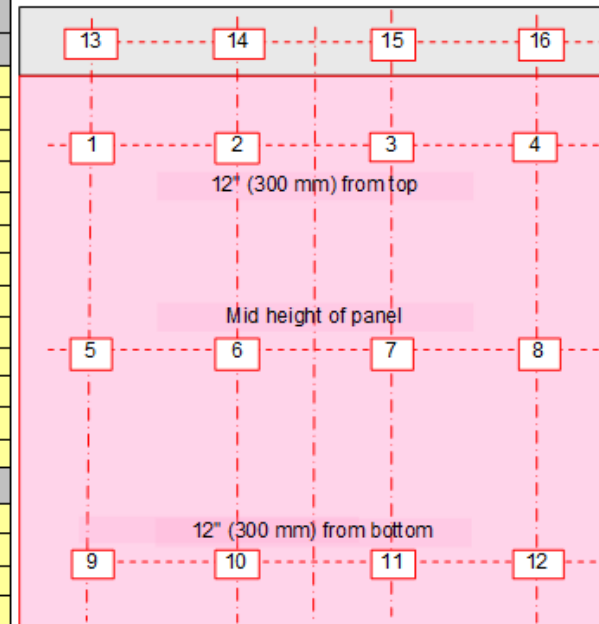 13 14 15 16
1 2 3 4
12" (300 mm) from top
Mid height of panel
5 6 7 8
12" (300 mm) from bottom
9 10 11 12